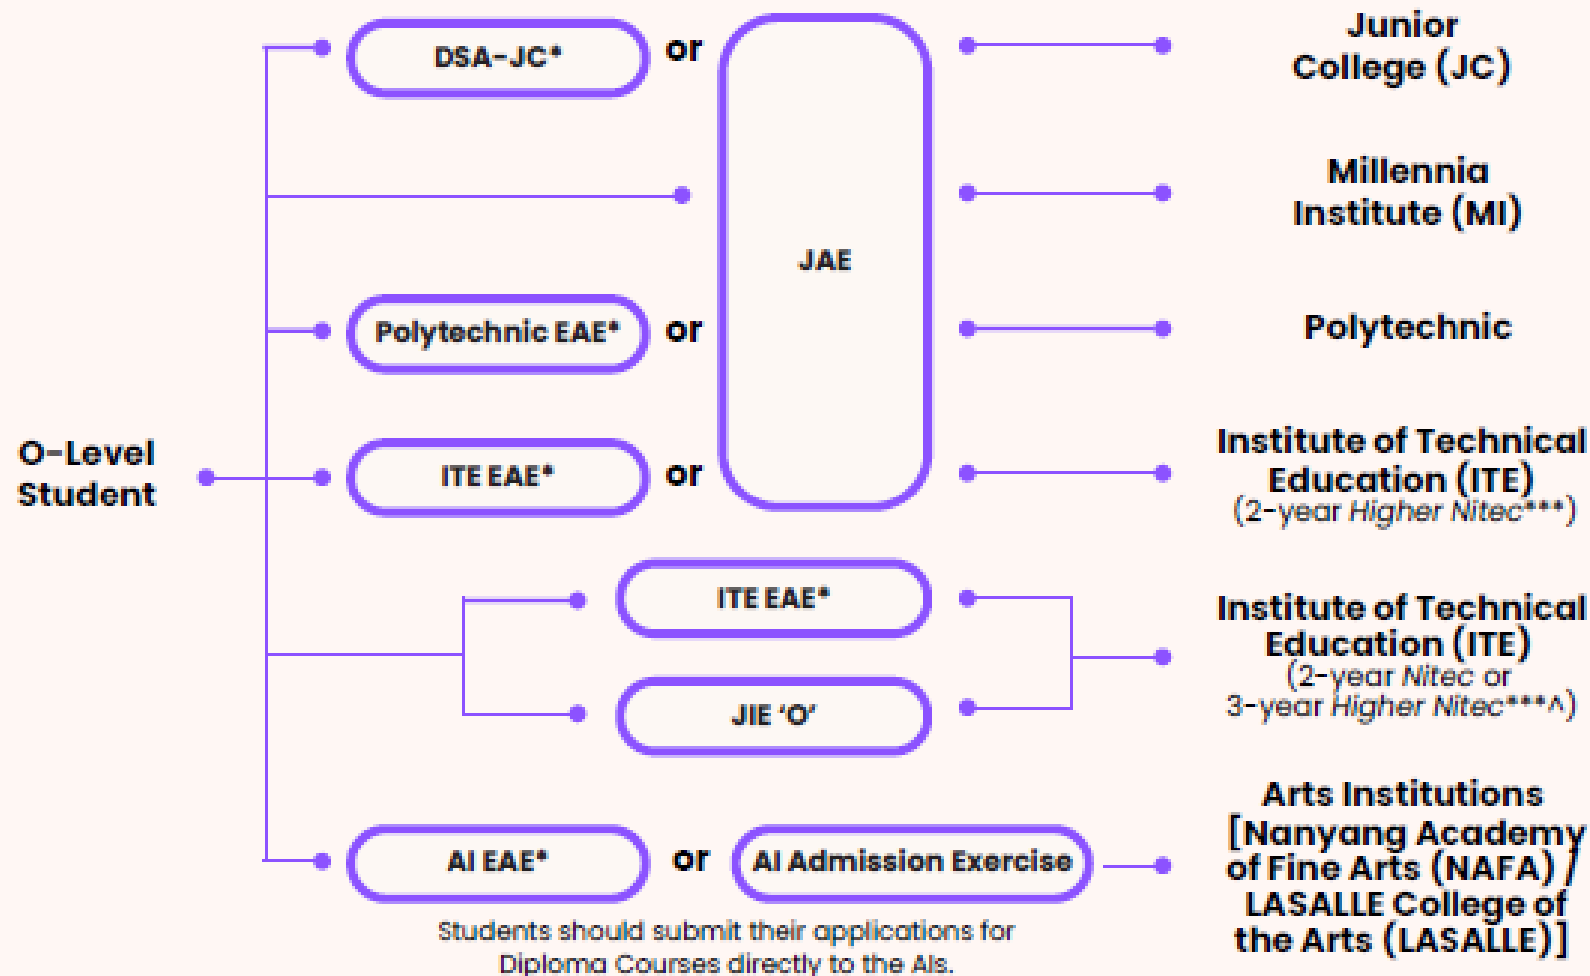 DSA-JC*
or
Junior
College (JC)
Millennia
Institute (MI)
JAE
Polytechnic EAE*
or
Polytechnic
O-Level
Student
ITE EAE*
or
Institute of Technical
Education (ITE)
(2-year Higher Nitec***)
ITE EAE*
JIE ‘O’
Institute of Technical
Education (ITE)
(2-year Nitec or
3-year Higher Nitec***^)
AI EAE*
or
AI Admission Exercise
Arts Institutions
[Nanyang Academy
of Fine Arts (NAFA) /
LASALLE College of
the Arts (LASALLE)]
Students should submit their applications for
Diploma Courses directly to the AIs.